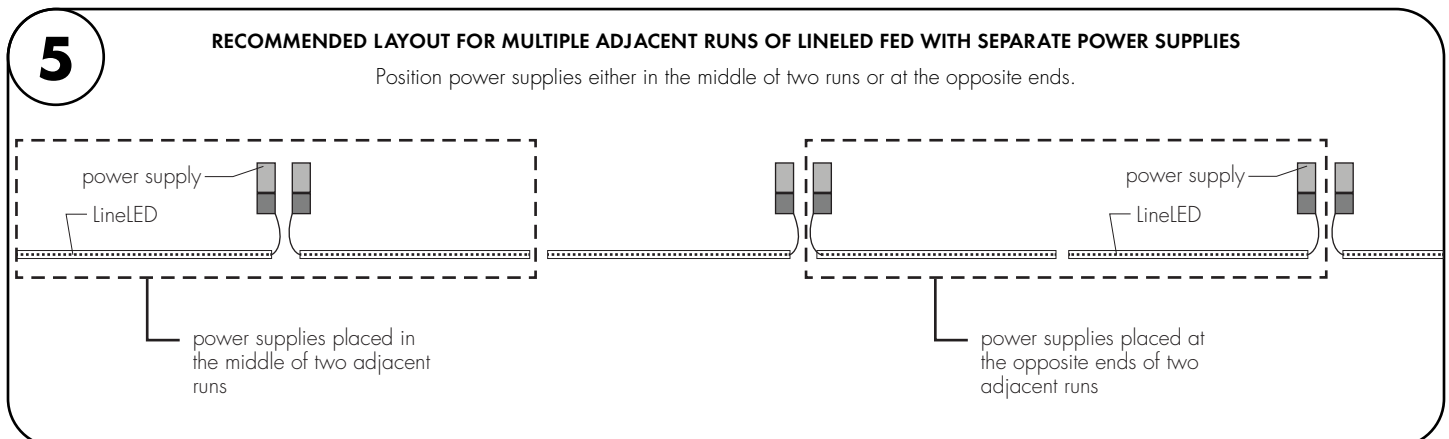 5
RECOMMENDED LAYOUT FOR MULTIPLE ADJACENT RUNS OF LINELED FED WITH SEPARATE POWER SUPPLIES
Position power supplies either in the middle of two runs or at the opposite ends.
power supply
LineLED
power supply
LineLED
power supplies placed in
the middle of two adjacent
runs
power supplies placed at
the opposite ends of two
adjacent runs